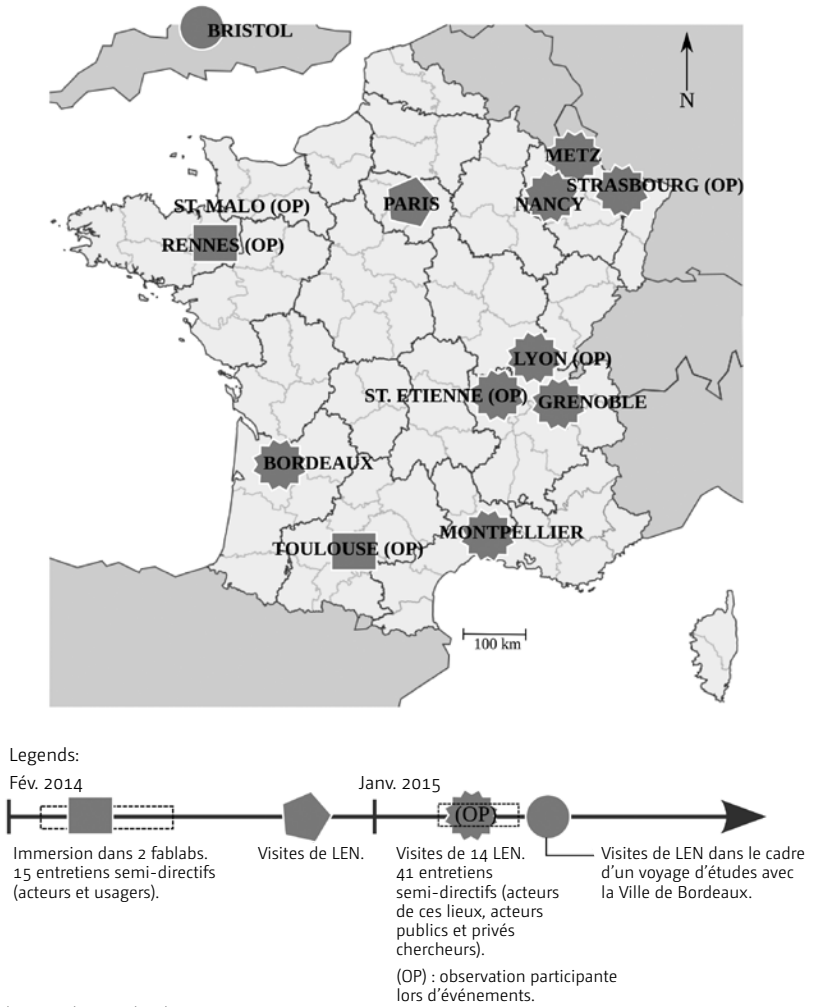 BRISTOL
N
METZ
STRASBOURG (OP)
NANCY
PARIS
ST. MALO (OP)
RENNES (OP)
LYON (OP)
ST. ETIENNE (OP)
GRENOBLE
BORDEAUX
MONTPELLIER
TOULOUSE (OP)
100 km
Legends:
Fév. 2014
Janv. 2015
(OP)
Immersion dans 2 fablabs.
15 entretiens semi-directifs
(acteurs et usagers).
Visites de LEN.
Visites de 14 LEN.
41 entretiens
semi-directifs (acteurs
de ces lieux, acteurs
publics et privés
chercheurs).
(OP) : observation participante
lors d'événements.
Visites de LEN dans le cadre
d'un voyage d'études avec
la Ville de Bordeaux.